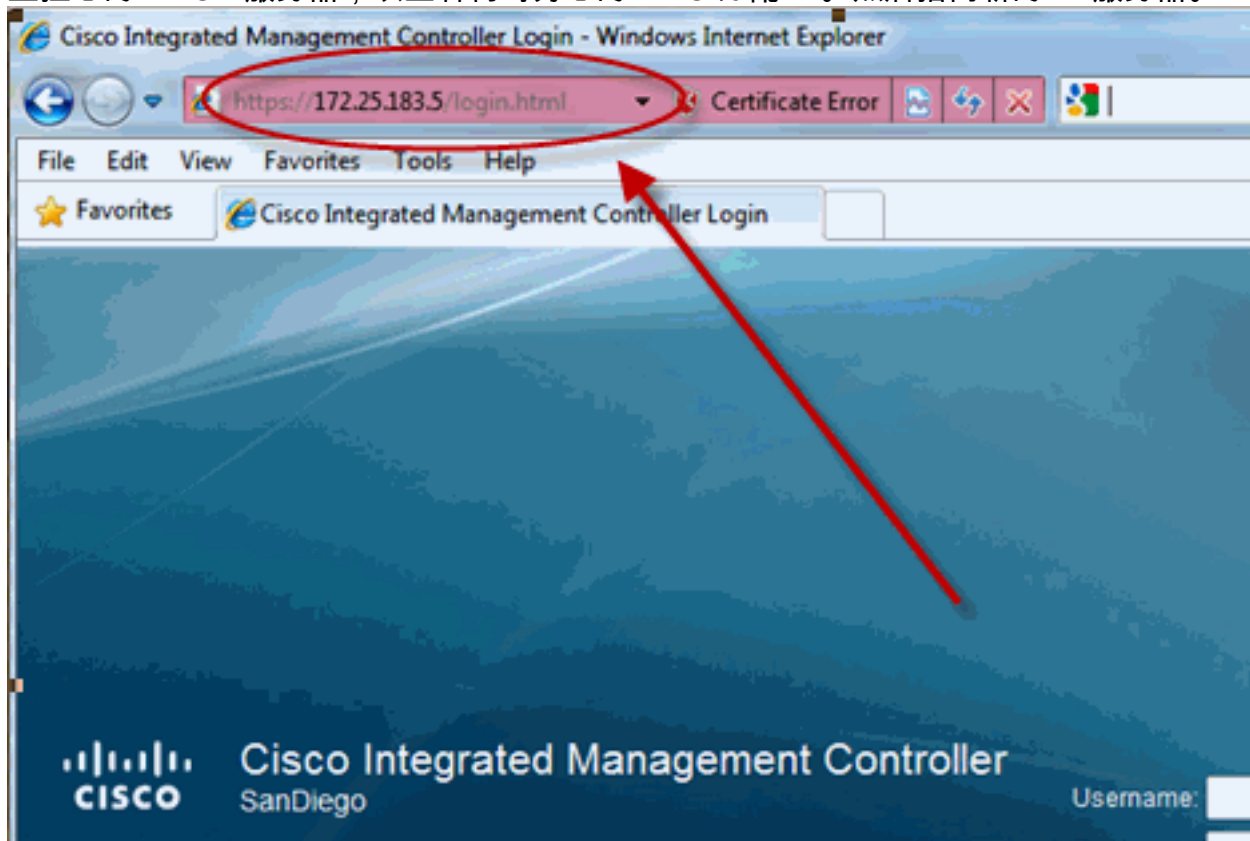 Cisco Integrated Management Controller Login - Windows Internet Explorer
https://172.25.183.5/login.html Certificate Error
File Edit View Favorites Tools Help
Favorites Cisco Integrated Management Controller Login
CISCO
Cisco Integrated Management Controller
SanDiego
Username: